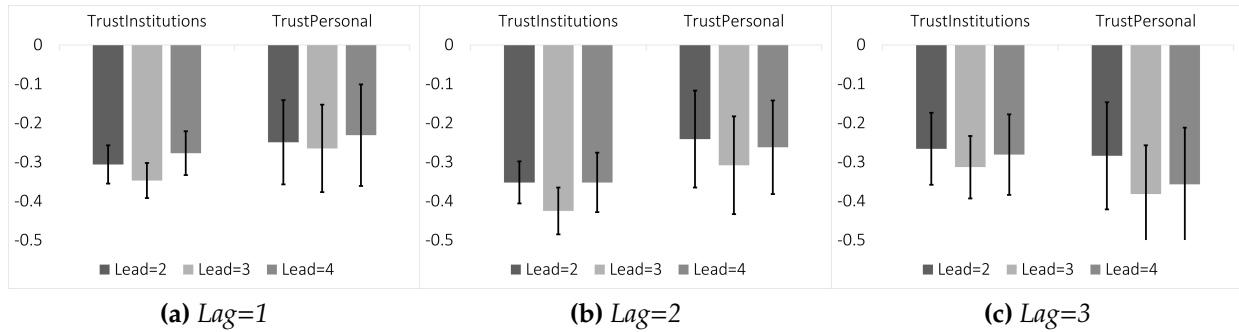 TrustInstitutions TrustPersonal
0
-0.1
-0.2
-0.3
-0.4
-0.5
Lead=2 Lead=3 Lead=4
(a) Lag=1
TrustInstitutions TrustPersonal
0
-0.1
-0.2
-0.3
-0.4
-0.5
Lead=2 Lead=3 Lead=4
(b) Lag=2
TrustInstitutions TrustPersonal
0
-0.1
-0.2
-0.3
-0.4
-0.5
Lead=2 Lead=3 Lead=4
(c) Lag=3